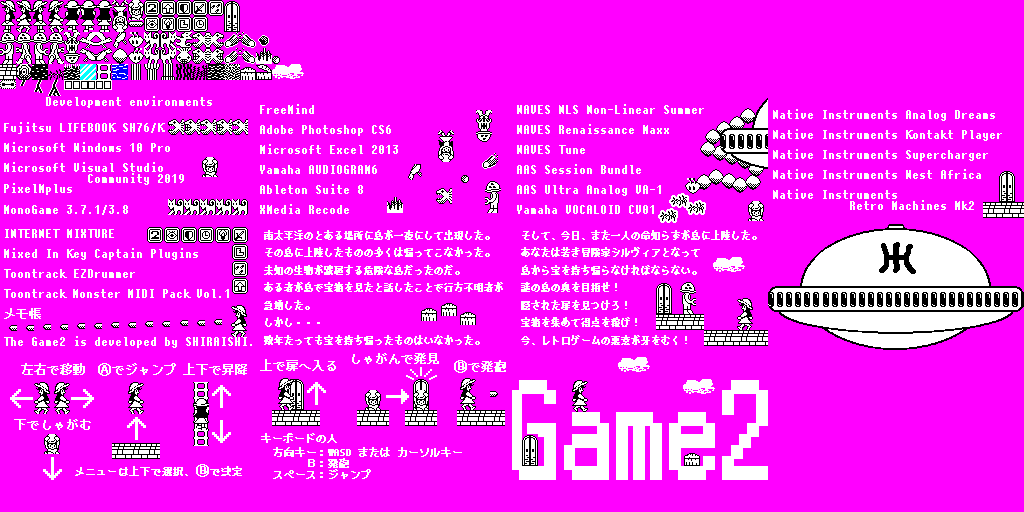 Development environments
Fujitsu LIFEBOOK SH76/K
Microsoft Windows 10 Pro
Microsoft Visual Studio
Community 2019
PixelMplus
MonoGame 3.7.1/3.8
FreeMind
Adobe Photoshop CS6
Microsoft Excel 2013
Yamaha AUDIOGRAM6
Ableton Suite 8
XMedia Recode
WAVES NLS Non-Linear Summer
WAVES Renaissance Maxx
WAVES Tune
AAS Session Bundle
AAS Ultra Analog VA-1
Yamaha VOCALOID CV01
Native Instruments Analog Dreams
Native Instruments Kontakt Player
Native Instruments Supercharger
Native Instruments West Africa
Native Instruments
Retro Machines Mk2
INTERNET MIXTURE
Mixed In Key Captain Plugins
Toontrack EZDrummer
Toontrack Monster MIDI Pack Vol.1
メモ帳
The Game2 is developed by SHIRAISHI.
南太平洋のとある場所に島が一夜にして出現した。
その島に上陸したものの多くは帰ってこなかった。
未知の生物が跋扈する危険な島だったのだ。
ある者が島で宝箱を見たと話したことで行方不明者が
急増した。
しかし・・・
数年たっても宝を持ち帰ったものはいなかった。
そして、今日、また一人の命知らずが島に上陸した。
あなたは若き冒険家シルヴィアとなって
島から宝を持ち帰らなければならない。
謎の島の奥を目指せ！
隠された扉を見つけろ！
宝箱を集めて得点を稼げ！
今、レトロゲームの悪意が牙をむく！
左右で移動
Ⓐでジャンプ
上下で昇降
下でしゃがむ
メニューは上下で選択、Ⓑで決定
上で扉へ入る
しゃがんで発見
Ⓑで発砲
キーボードの人
方向キー：WASD または カーソルキー
B：発砲
スペース：ジャンプ
Game2